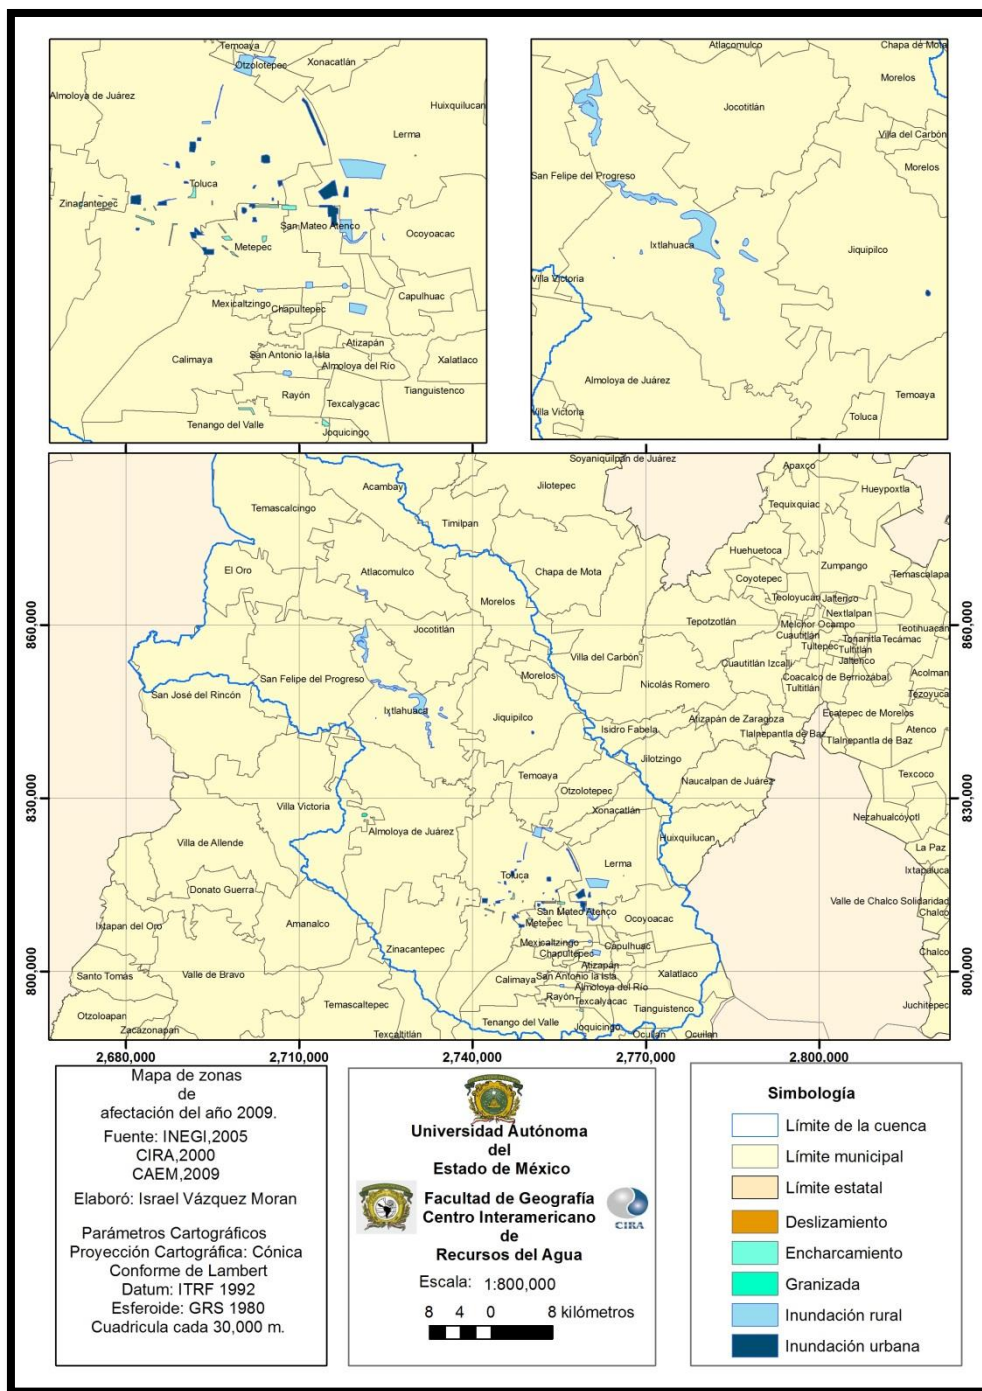 Temoaya
Otzolotepec
Xonacatlán
Almoloya de Juárez
Huixquilucan
Lerma
Toluca
Zinacantepec
San Mateo Atenco
Ocoyoacac
Metepec
Capulhuac
Mexicaltzingo
Chapultepec
Atizapán
San Antonio la Isla
Xalatlaco
Calimaya
Almoloya del Río
Tianguistenco
Rayón
Texcalyacac
Tenango del Valle
Joquicingo
Atlacomulco
Chapa de Mota
Morelos
Jocotitlán
Villa del Carbón
Morelos
San Felipe del Progreso
Ixtlahuaca
Jiquipilco
Villa Victoria
Almoloya de Juárez
Temoaya
Villa Victoria
Toluca
Soyaniquilpan de Juárez
Apaxco
Acambay
Jilotepec
Hueypoxtla
Temascalcingo
Tequixquiac
Timilpan
Huehuetoca
El Oro
Atlacomulco
Chapa de Mota
Zumpango
Coyotepec
Temascalapa
Morelos
Teoloyucan
Jaltenco
Nextlalpan
Jocotitlán
Tepotzotlán
Melchor Ocampo
Teotihuacan
Cuautitlán
Tonanitla
Tecámac
Tultepec
Tultitlán
Villa del Carbón
Cuautitlán Izcalli
Jaltenco
San Felipe del Progreso
Morelos
Coacalco de Berriozábal
Acolman
Nicolás Romero
Tultitlán
San José del Rincón
Tezoyuca
Ixtlahuaca
Jiquipilco
Atizapán de Zaragoza
Ecatepec de Morelos
Isidro Fabela
Tlalnepantla de Baz
Atenco
Tlalnepantla de Baz
Jilotzingo
Temoaya
Naucalpan de Juárez
Texcoco
Otzolotepec
Villa Victoria
Xonacatlán
Nezahualcóyotl
Almoloya de Juárez
Huixquilucan
Villa de Allende
La Paz
Lerma
Ixtapaluca
Toluca
Donato Guerra
Valle de Chalco Solidaridad
San Mateo Atenco
Chalco
Ixtapan del Oro
Amanalco
Metepec
Ocoyoacac
Zinacantepec
Mexicaltzingo
Capulhuac
Chapultepec
Chalco
Atizapán
Santo Tomás
Valle de Bravo
Calimaya
San Antonio la Isla
Xalatlaco
Almoloya del Río
Rayón
Texcalyacac
Temascaltepec
Tianguistenco
Juchitepec
Otzoloapan
Tenango del Valle
Zacazonapan
Texcaltitlán
Joquicingo
Ocuilan
Ocuilan
860,000
830,000
800,000
860,000
830,000
800,000
2,680,000
2,710,000
2,740,000
2,770,000
2,800,000
Mapa de zonas
de
afectación del año 2009.
Fuente: INEGI,2005
CIRA,2000
CAEM,2009
Elaboró: Israel Vázquez Moran
Parámetros Cartográficos
Proyección Cartográfica: Cónica
Conforme de Lambert
Datum: ITRF 1992
Esferoide: GRS 1980
Cuadricula cada 30,000 m.
Universidad Autónoma
del
Estado de México
Facultad de Geografía
Centro Interamericano
de
Recursos del Agua
CIRA
Escala: 1:800,000
8 4 0 8 kilómetros
Simbología
Límite de la cuenca
Límite municipal
Límite estatal
Deslizamiento
Encharcamiento
Granizada
Inundación rural
Inundación urbana